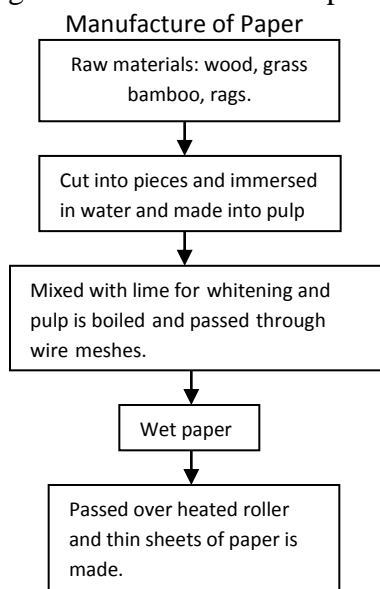 Manufacture of Paper
Raw materials: wood, grass
bamboo, rags.
Cut into pieces and immersed
in water and made into pulp
Mixed with lime for whitening and
pulp is boiled and passed through
wire meshes.
Wet paper
Passed over heated roller
and thin sheets of paper is
made.